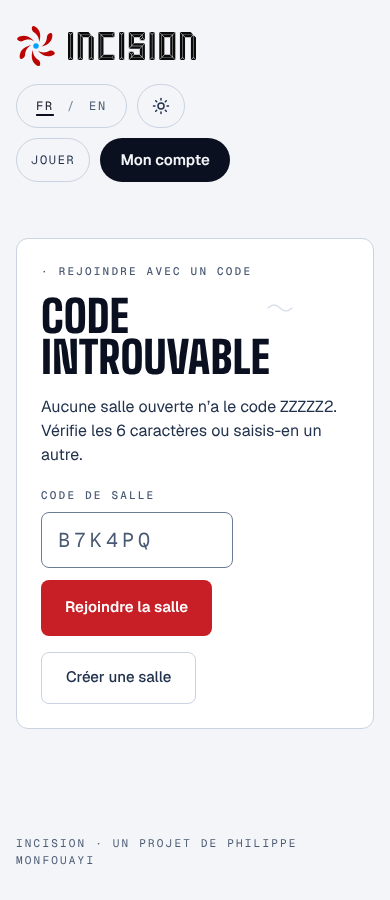 INCISION
FR / EN
JOUER Mon compte
· REJOINDRE AVEC UN CODE
CODE
INTROUVABLE
Aucune salle ouverte n'a le code ZZZZZ2.
Vérifie les 6 caractères ou saisis-en un
autre.
CODE DE SALLE
B7K4PQ
Rejoindre la salle
Créer une salle
INCISION · UN PROJET DE PHILIPPE
MONFOUAYI